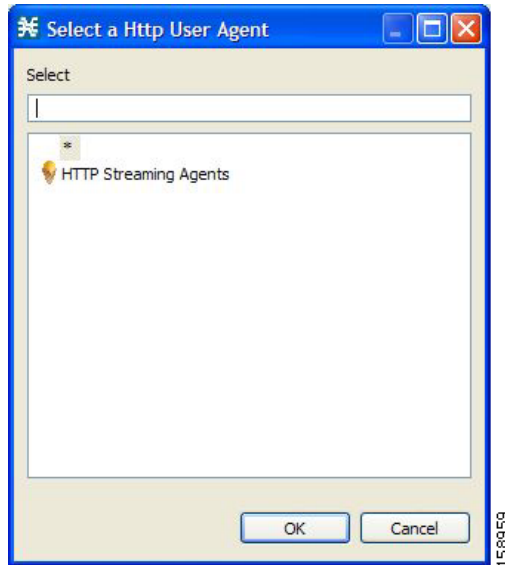 Select a Http User Agent
Select
*
HTTP Streaming Agents
OK
Cancel
158959